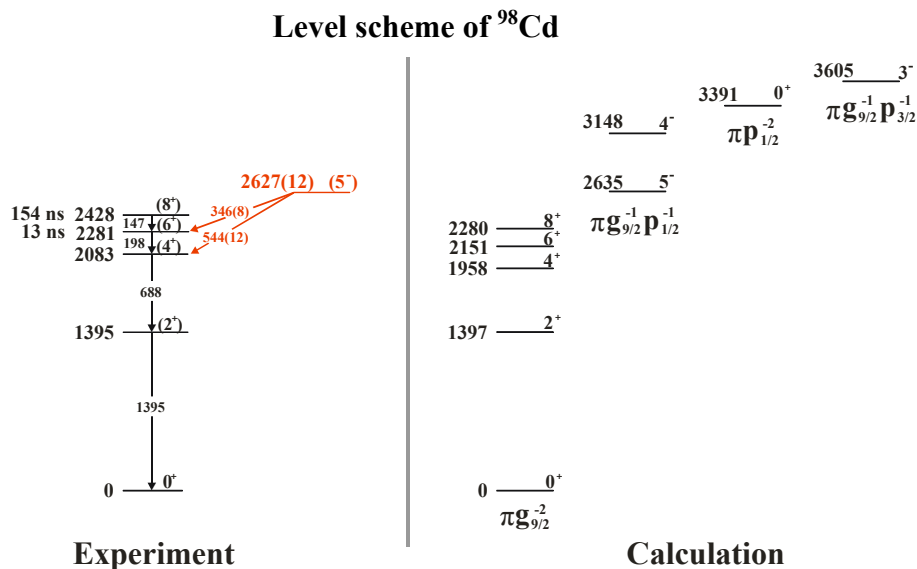 Level scheme of ⁹⁸Cd
2627(12) (5⁻)
346(8)
544(12)
154 ns 2428 (8⁺)
147
13 ns 2281 (6⁺)
198
2083 (4⁺)
688
1395 (2⁺)
1395
0 0⁺
Experiment
3605 3⁻
πg₉/₂⁻¹p₃/₂⁻¹
3391 0⁺
πp₁/₂⁻²
3148 4⁻
2635 5⁻
πg₉/₂⁻¹p₁/₂⁻¹
2280 8⁺
2151 6⁺
1958 4⁺
1397 2⁺
0 0⁺
πg₉/₂⁻²
Calculation